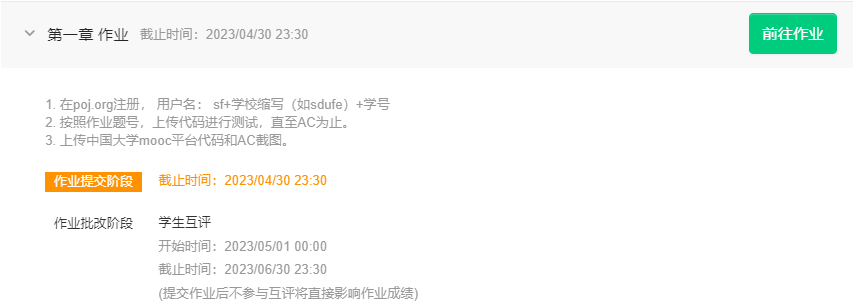 第一章 作业 截止时间：2023/04/30 23:30 前往作业
1. 在poj.org注册， 用户名： sf+学校缩写（如sdufe）+学号
2. 按照作业题号，上传代码进行测试，直至AC为止。
3. 上传中国大学mooc平台代码和AC截图。
作业提交阶段 截止时间：2023/04/30 23:30
作业批改阶段 学生互评
开始时间：2023/05/01 00:00
截止时间：2023/06/30 23:30
(提交作业后不参与互评将直接影响作业成绩)